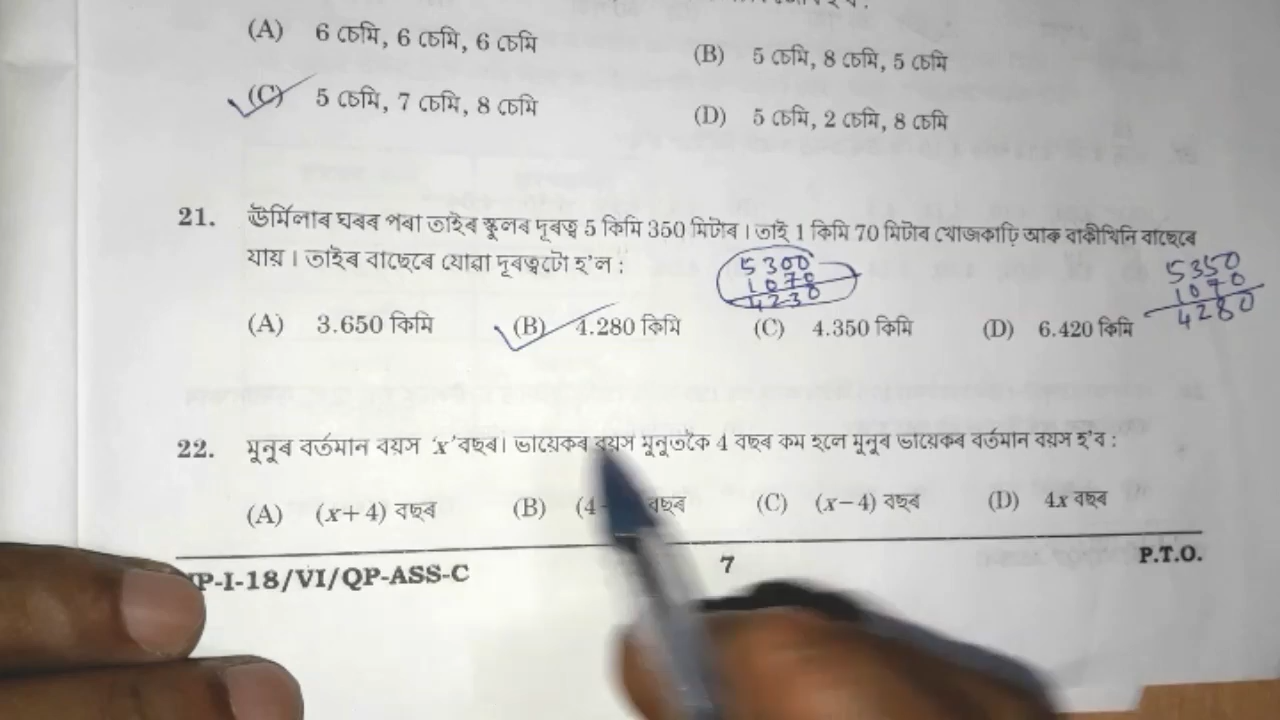 (A) 6 চেমি, 6 চেমি, 6 চেমি
(B) 5 চেমি, 8 চেমি, 5 চেমি
(C) 5 চেমি, 7 চেমি, 8 চেমি
(D) 5 চেমি, 2 চেমি, 8 চেমি
21. ঊৰ্মিলাৰ ঘৰৰ পৰা তাইৰ স্কুলৰ দূৰত্ব 5 কিমি 350 মিটাৰ। তাই 1 কিমি 70 মিটাৰ খোজকাঢ়ি আৰু বাকীখিনি বাছেৰে
যায়। তাইৰ বাছেৰে যোৱা দূৰত্বটো হ'ল :
5300
1070
4230
5350
1070
4280
(A) 3.650 কিমি (B) 4.280 কিমি (C) 4.350 কিমি (D) 6.420 কিমি
22. মুনুৰ বৰ্তমান বয়স 'x' বছৰ। ভায়েকৰ বয়স মুনুতকৈ 4 বছৰ কম হলে মুনুৰ ভায়েকৰ বৰ্তমান বয়স হ'ব :
(A) (x+4) বছৰ (B) (4- বছৰ (C) (x−4) বছৰ (D) 4x বছৰ
P-I-18/VI/QP-ASS-C 7 P.T.O.